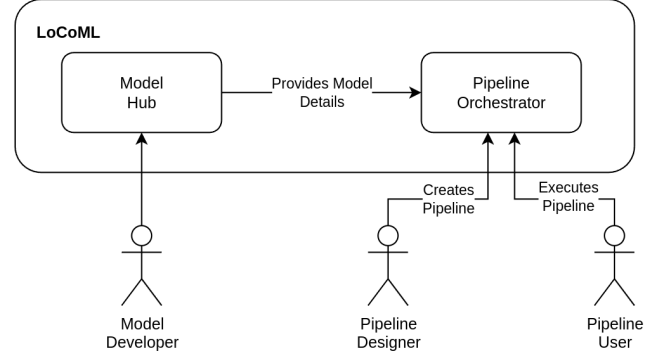 LoCoML
Model
Hub
Provides Model
Details
Pipeline
Orchestrator
Creates
Pipeline
Executes
Pipeline
Model
Developer
Pipeline
Designer
Pipeline
User